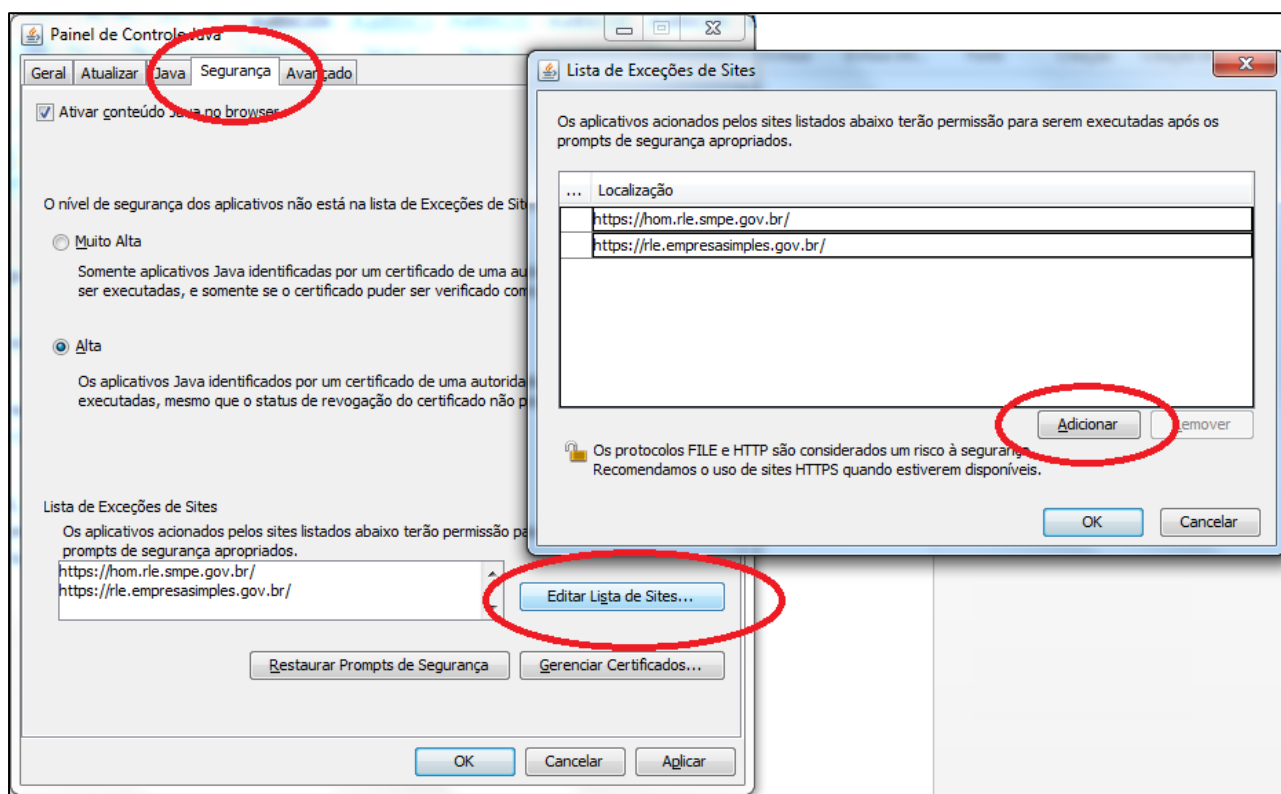 Painel de Controle Java
Geral Atualizar Java Segurança Avançado
Ativar conteúdo Java no browser
O nível de segurança dos aplicativos não está na lista de Exceções de
Muito Alta
Somente aplicativos Java identificadas por um certificado de uma
ser executadas, e somente se o certificado puder ser verificado
Alta
Os aplicativos Java identificados por um certificado de uma
executadas, mesmo que o status de revogação do certificado não
Lista de Exceções de Sites
Os aplicativos acionados pelos sites listados abaixo terão permissão
prompts de segurança apropriados.
https://hom.rle.smpe.gov.br/
https://rle.empresasimples.gov.br/
Editar Lista de Sites...
Restaurar Prompts de Segurança Gerenciar Certificados...
OK Cancelar Aplicar
Lista de Exceções de Sites
Os aplicativos acionados pelos sites listados abaixo terão permissão para serem executadas após os
prompts de segurança apropriados.
... Localização
https://hom.rle.smpe.gov.br/
https://rle.empresasimples.gov.br/
Adicionar Remover
Os protocolos FILE e HTTP são considerados um risco à segurança.
Recomendamos o uso de sites HTTPS quando estiverem disponíveis.
OK Cancelar